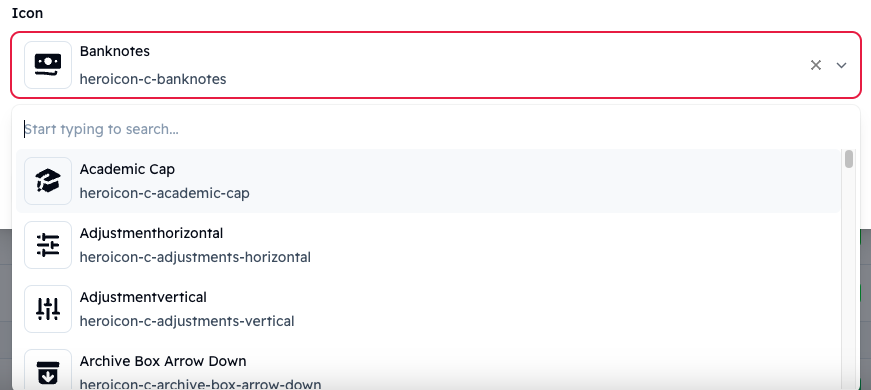 Icon
Banknotes
heroicon-c-banknotes
Start typing to search...
Academic Cap
heroicon-c-academic-cap
Adjustmenthorizontal
heroicon-c-adjustments-horizontal
Adjustmentvertical
heroicon-c-adjustments-vertical
Archive Box Arrow Down
heroicon-c-archive-box-arrow-down